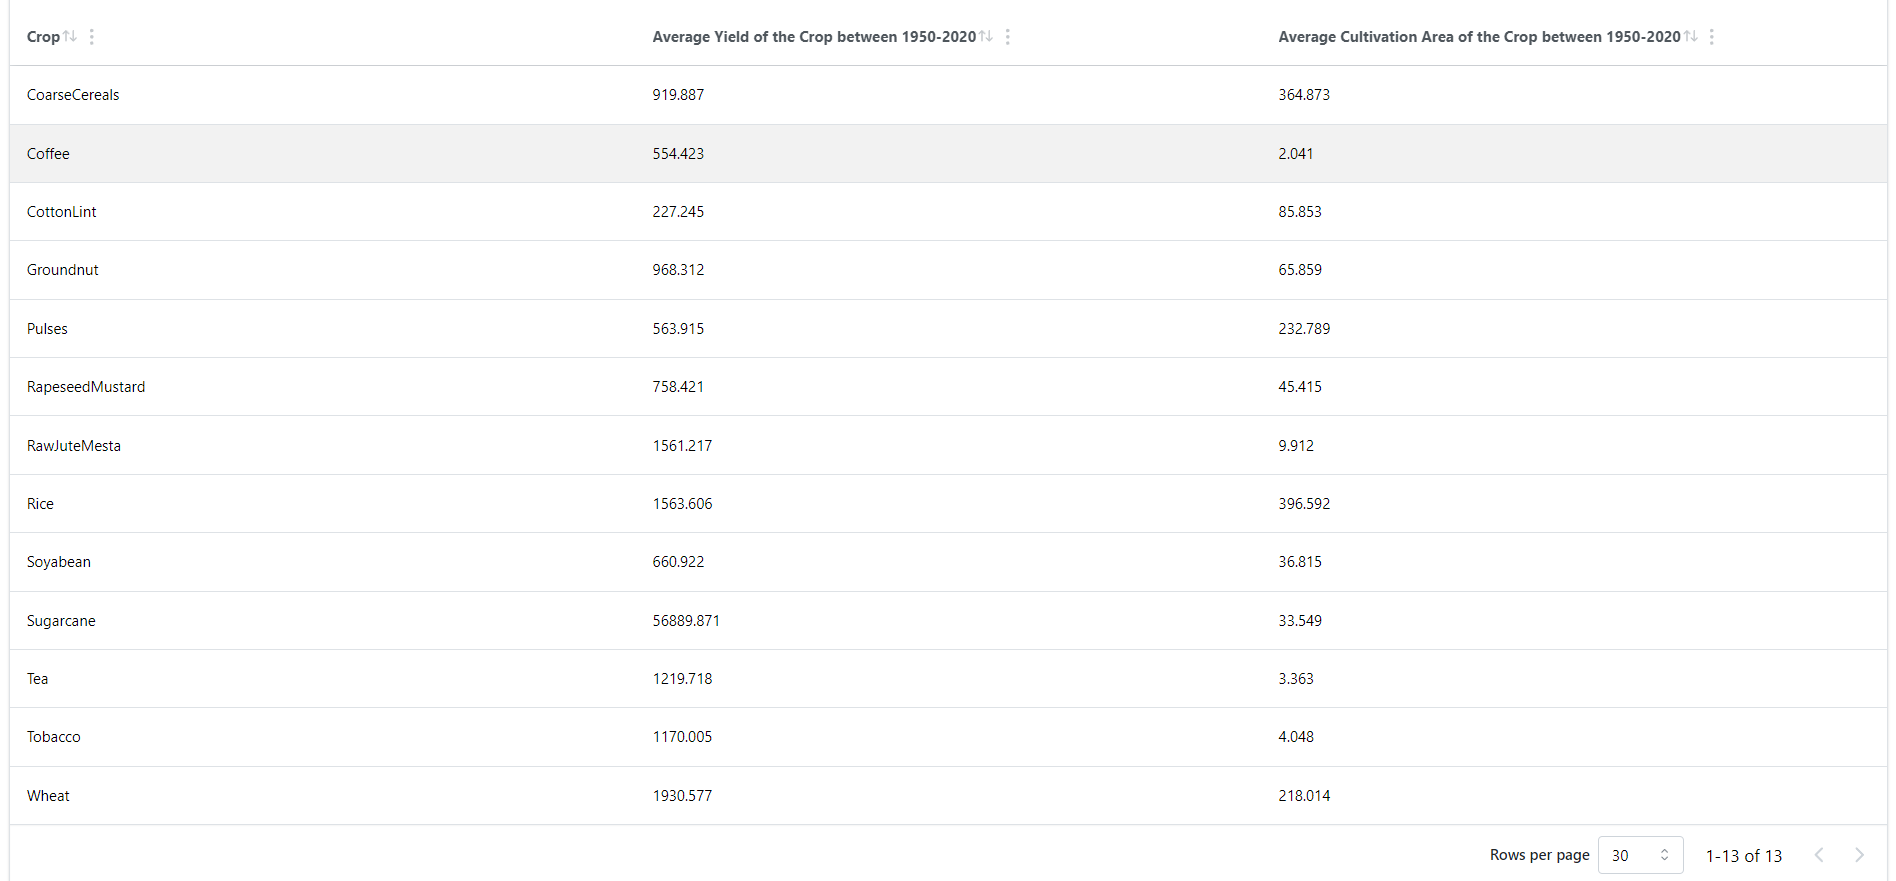 Crop Average Yield of the Crop between 1950-2020 Average Cultivation Area of the Crop between 1950-2020
CoarseCereals 919.887 364.873
Coffee 554.423 2.041
CottonLint 227.245 85.853
Groundnut 968.312 65.859
Pulses 563.915 232.789
RapeseedMustard 758.421 45.415
RawJuteMesta 1561.217 9.912
Rice 1563.606 396.592
Soyabean 660.922 36.815
Sugarcane 56889.871 33.549
Tea 1219.718 3.363
Tobacco 1170.005 4.048
Wheat 1930.577 218.014
Rows per page 30 1-13 of 13